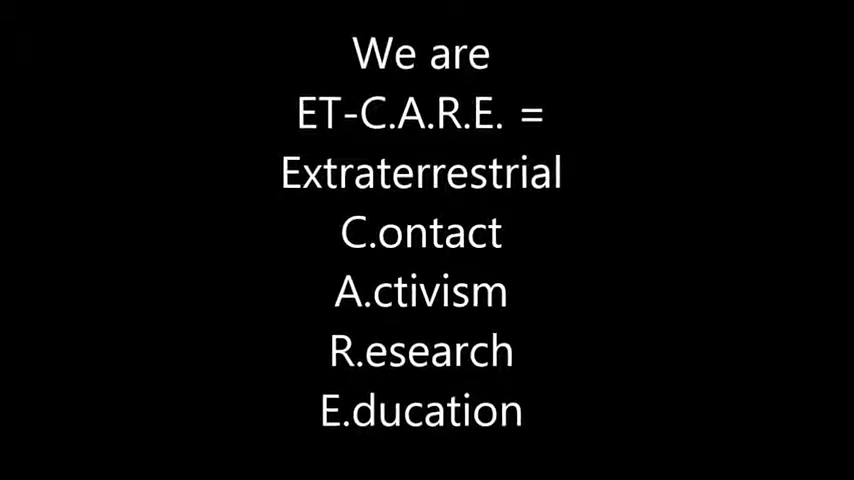 We are
ET-C.A.R.E. =
Extraterrestrial
C.ontact
A.ctivism
R.esearch
E.ducation